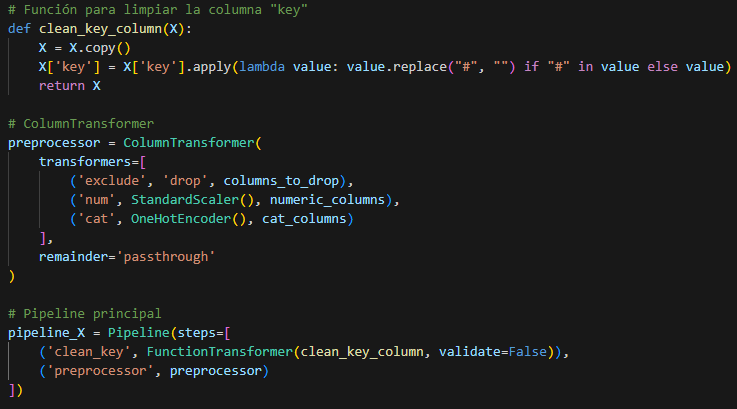 # Función para limpiar la columna "key"
def clean_key_column(X):
    X = X.copy()
    X['key'] = X['key'].apply(lambda value: value.replace("#", "") if "#" in value else value)
    return X

# ColumnTransformer
preprocessor = ColumnTransformer(
    transformers=[
        ('exclude', 'drop', columns_to_drop),
        ('num', StandardScaler(), numeric_columns),
        ('cat', OneHotEncoder(), cat_columns)
    ],
    remainder='passthrough'
)

# Pipeline principal
pipeline_X = Pipeline(steps=[
    ('clean_key', FunctionTransformer(clean_key_column, validate=False)),
    ('preprocessor', preprocessor)
])